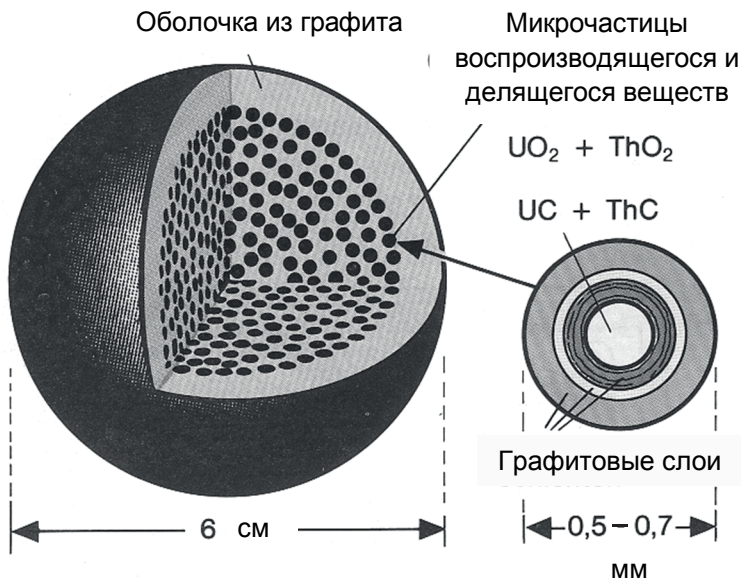 Оболочка из графита
Микрочастицы
воспроизводящегося и
делящегося веществ
UO₂ + ThO₂
UC + ThC
Графитовые слои
6 см
0,5 – 0,7
мм